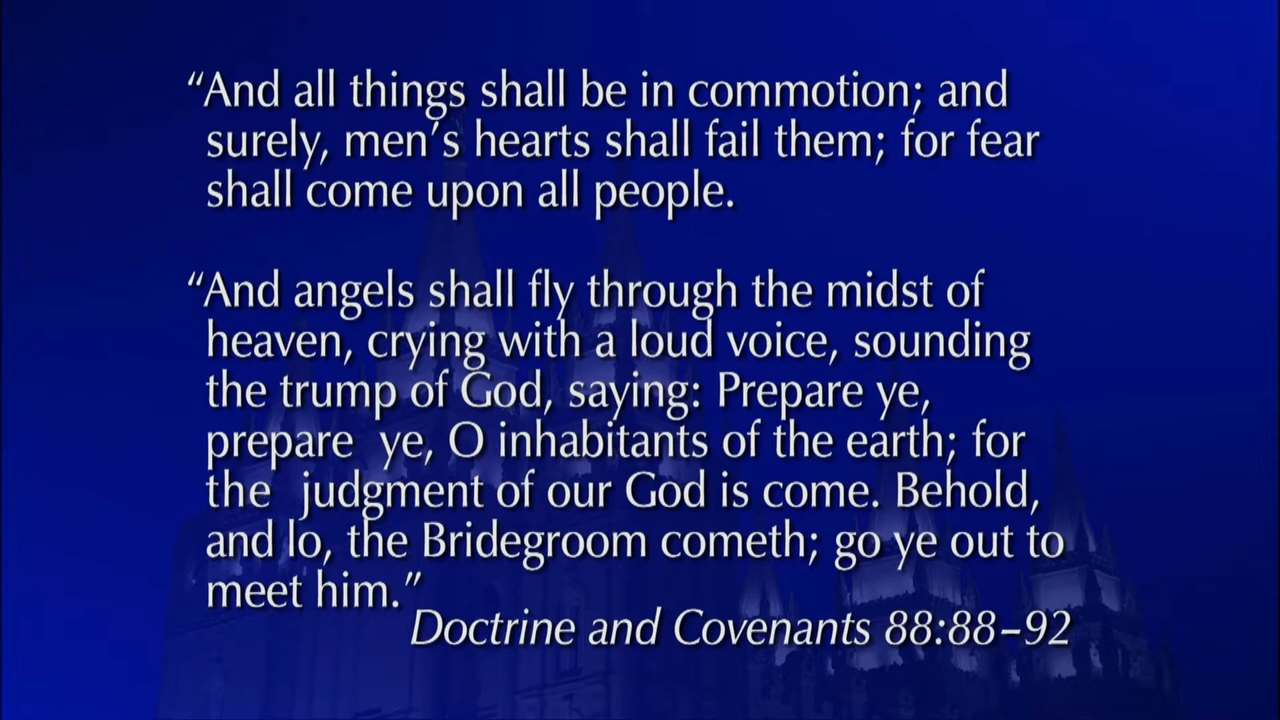 “And all things shall be in commotion; and
surely, men’s hearts shall fail them; for fear
shall come upon all people.
“And angels shall fly through the midst of
heaven, crying with a loud voice, sounding
the trump of God, saying: Prepare ye,
prepare ye, O inhabitants of the earth; for
the judgment of our God is come. Behold,
and lo, the Bridegroom cometh; go ye out to
meet him.”
Doctrine and Covenants 88:88–92